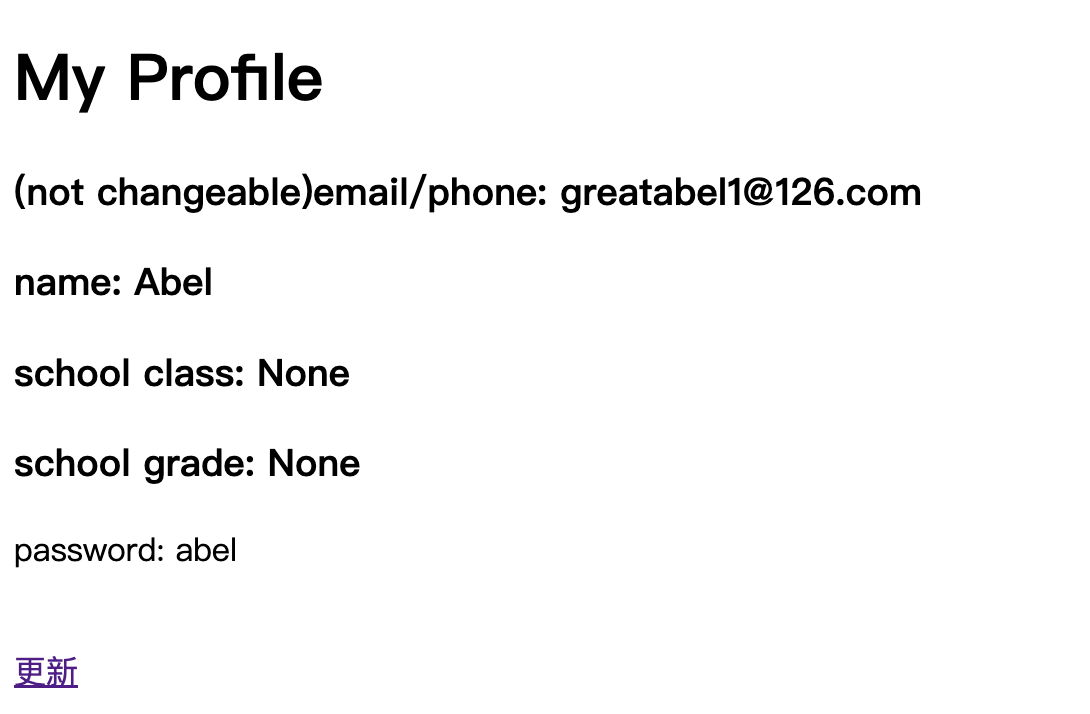 My Profile
(not changeable)email/phone: greatabel1@126.com
name: Abel
school class: None
school grade: None
password: abel
更新